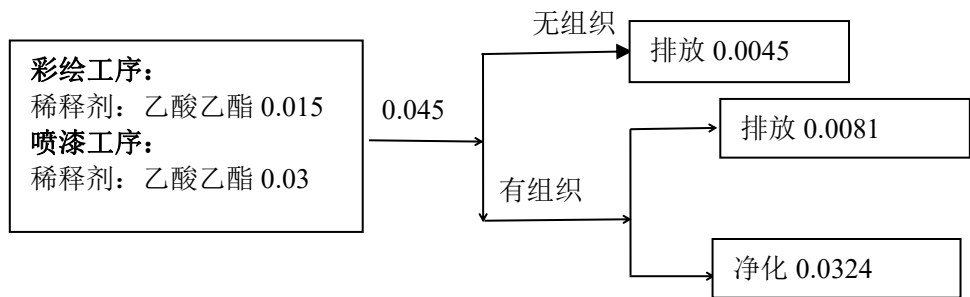 彩绘工序：
稀释剂：乙酸乙酯 0.015
喷漆工序：
稀释剂：乙酸乙酯 0.03
0.045
无组织
排放 0.0045
有组织
排放 0.0081
净化 0.0324